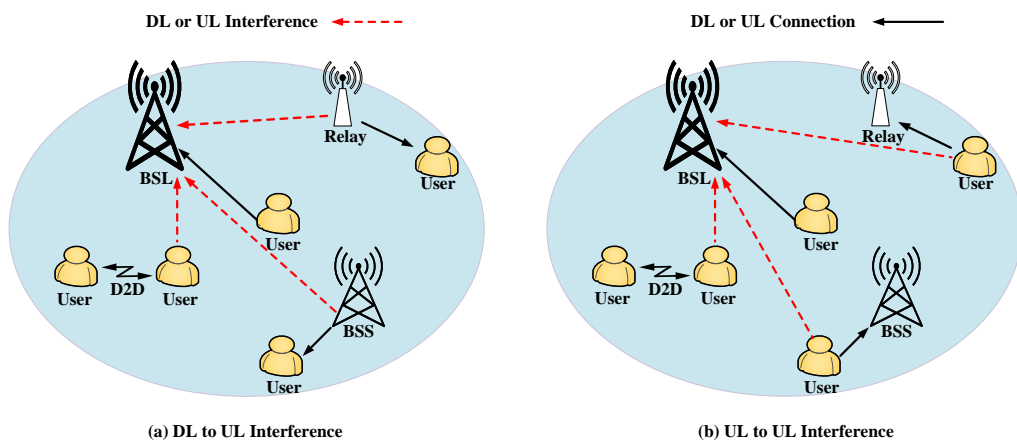 DL or UL Interference
DL or UL Connection
BSL
Relay
User
User
User
D2D
User
BSS
User
BSL
Relay
User
User
User
D2D
User
BSS
User
(a) DL to UL Interference
(b) UL to UL Interference